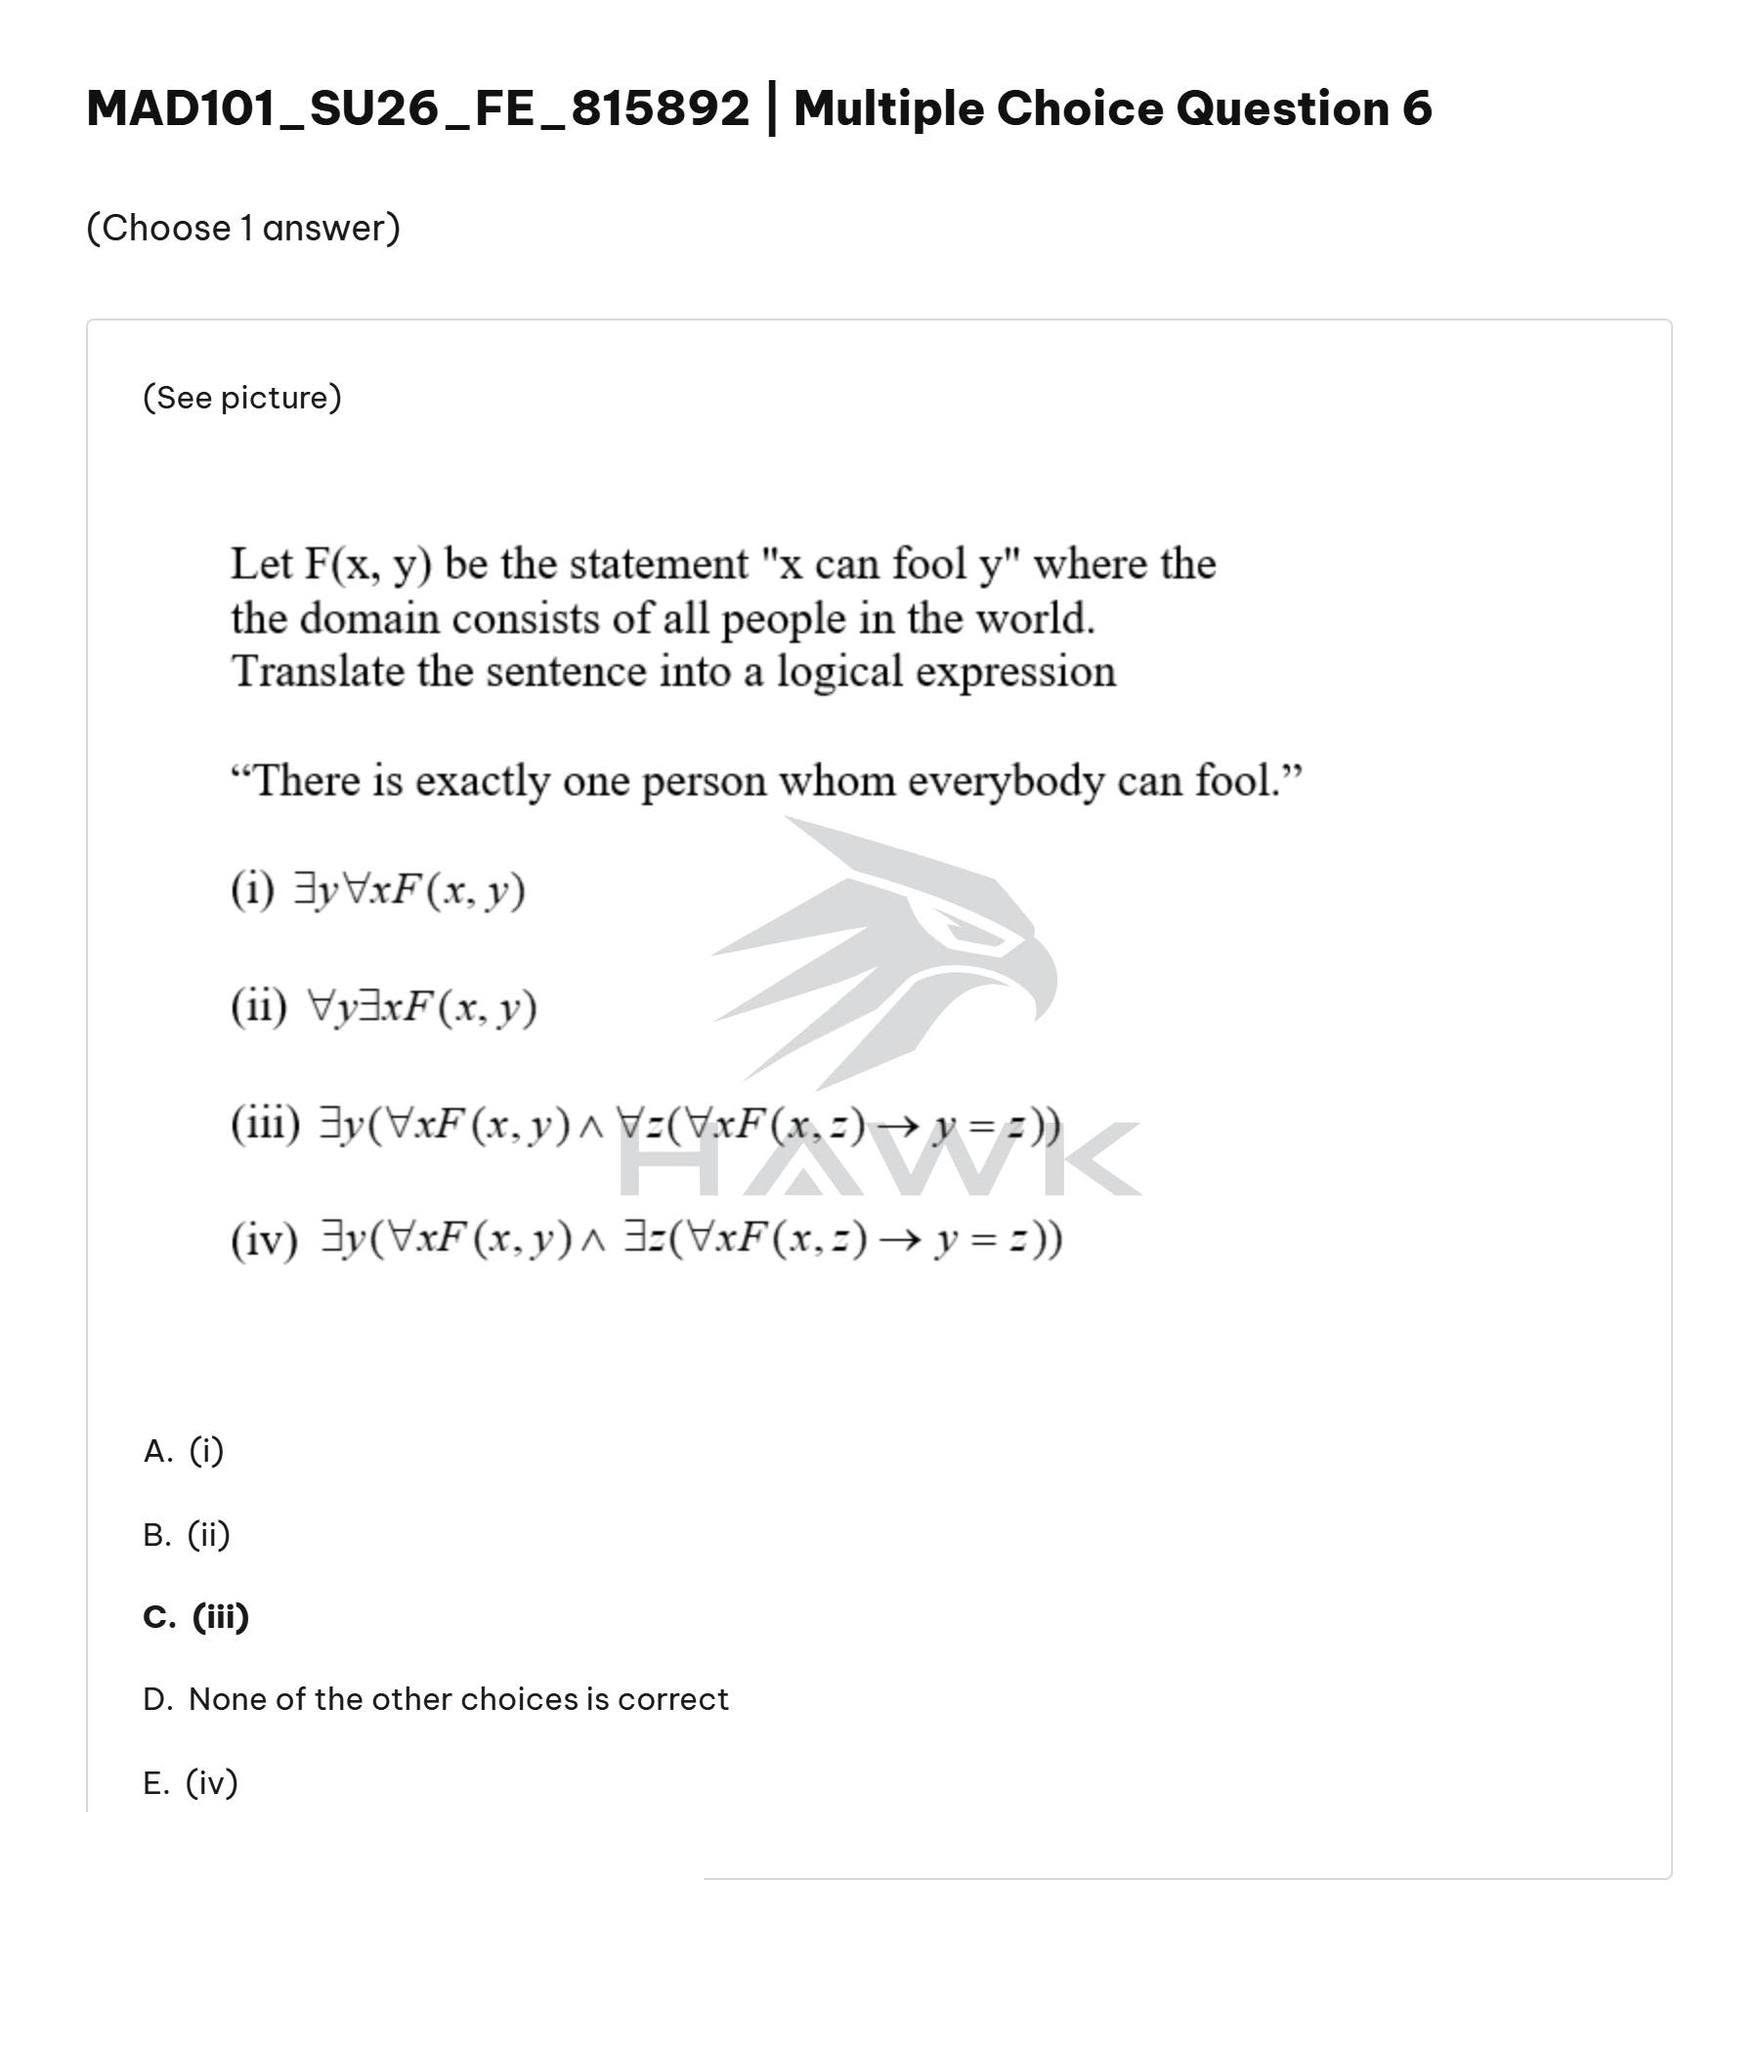 MAD101_SU26_FE_815892 | Multiple Choice Question 6
(Choose 1 answer)
(See picture)
Let F(x, y) be the statement "x can fool y" where the
the domain consists of all people in the world.
Translate the sentence into a logical expression
“There is exactly one person whom everybody can fool.”
(i) ∃y∀xF(x, y)
(ii) ∀y∃xF(x, y)
(iii) ∃y(∀xF(x, y) ∧ ∀z(∀xF(x, z) → y = z))
HAWK
(iv) ∃y(∀xF(x, y) ∧ ∃z(∀xF(x, z) → y = z))
A. (i)
B. (ii)
C. (iii)
D. None of the other choices is correct
E. (iv)